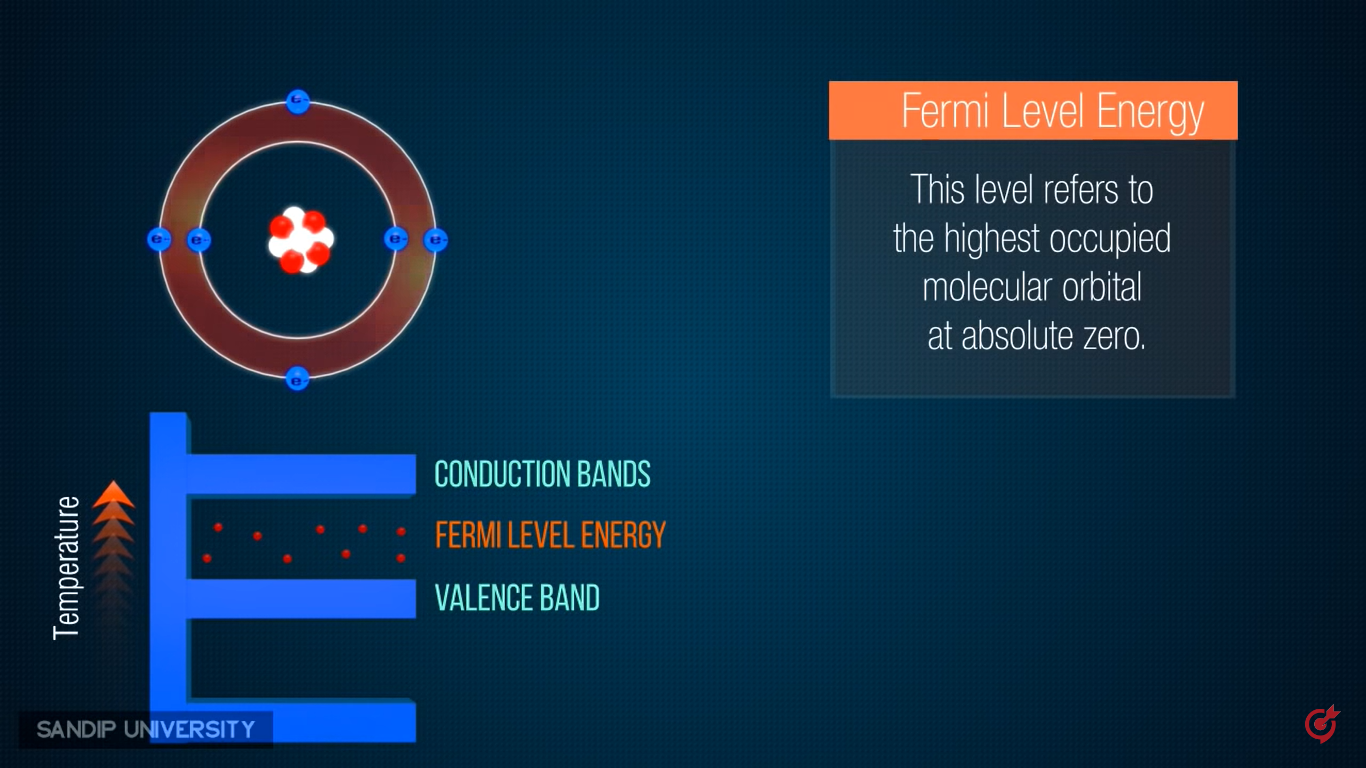 Fermi Level Energy
This level refers to
the highest occupied
molecular orbital
at absolute zero.
e-
e-
e-
e-
e-
e-
CONDUCTION BANDS
FERMI LEVEL ENERGY
VALENCE BAND
Temperature
SANDIP UNIVERSITY